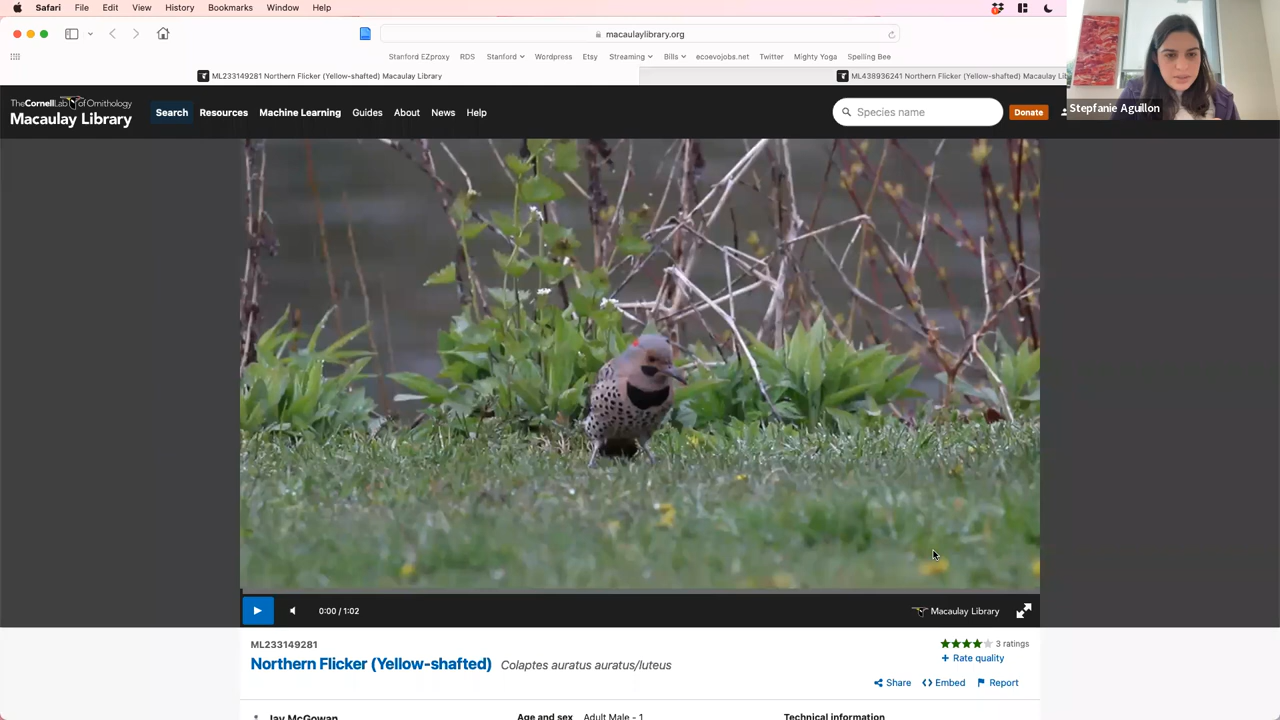 Safari File Edit View History Bookmarks Window Help
macaulaylibrary.org
Stanford EZproxy RDS Stanford Wordpress Etsy Streaming Bills ecoevojobs.net Twitter Mighty Yoga Spelling Bee
ML233149281 Northern Flicker (Yellow-shafted) Macaulay Library
ML438936241 Northern Flicker (Yellow-shafted) Macaulay Lib
Stepfanie Aguillon
TheCornellLab of Ornithology
Macaulay Library
Search Resources Machine Learning Guides About News Help
Species name
Donate
0:00 / 1:02
Macaulay Library
ML233149281
3 ratings
Northern Flicker (Yellow-shafted) Colaptes auratus auratus/luteus
+ Rate quality
Share Embed Report
Jay McGowan
Age and sex Adult Male - 1
Technical information